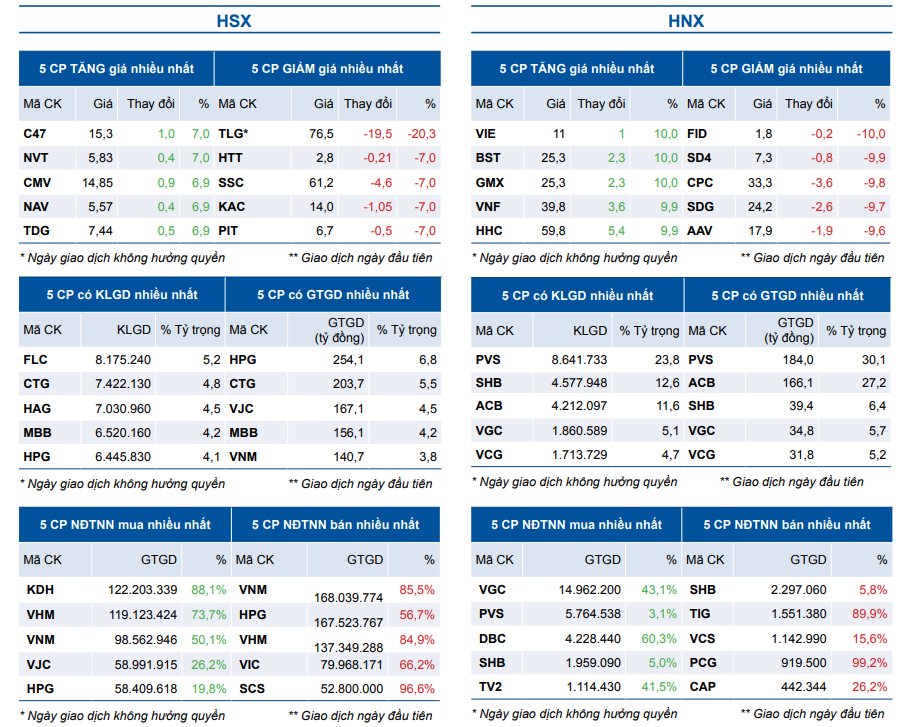 HSX
5 CP TĂNG giá nhiều nhất 5 CP GIẢM giá nhiều nhất
Mã CK Giá Thay đổi % Mã CK Giá Thay đổi %
C47 15,3 1,0 7,0 TLG* 76,5 -19,5 -20,3
NVT 5,83 0,4 7,0 HTT 2,8 -0,21 -7,0
CMV 14,85 0,9 6,9 SSC 61,2 -4,6 -7,0
NAV 5,57 0,4 6,9 KAC 14,0 -1,05 -7,0
TDG 7,44 0,5 6,9 PIT 6,7 -0,5 -7,0
* Ngày giao dịch không hưởng quyền ** Giao dịch ngày đầu tiên
5 CP có KLGD nhiều nhất 5 CP có GTGD nhiều nhất
Mã CK KLGD % Tỷ trọng Mã CK GTGD (tỷ đồng) % Tỷ trọng
FLC 8.175.240 5,2 HPG 254,1 6,8
CTG 7.422.130 4,8 CTG 203,7 5,5
HAG 7.030.960 4,5 VJC 167,1 4,5
MBB 6.520.160 4,2 MBB 156,1 4,2
HPG 6.445.830 4,1 VNM 140,7 3,8
* Ngày giao dịch không hưởng quyền ** Giao dịch ngày đầu tiên
5 CP NĐTNN mua nhiều nhất 5 CP NĐTNN bán nhiều nhất
Mã CK GTGD % Mã CK GTGD %
KDH 122.203.339 88,1% VNM 168.039.774 85,5%
VHM 119.123.424 73,7% HPG 167.523.767 56,7%
VNM 98.562.946 50,1% VHM 137.349.288 84,9%
VJC 58.991.915 26,2% VIC 79.968.171 66,2%
HPG 58.409.618 19,8% SCS 52.800.000 96,6%
* Ngày giao dịch không hưởng quyền ** Giao dịch ngày đầu tiên
HNX
5 CP TĂNG giá nhiều nhất 5 CP GIẢM giá nhiều nhất
Mã CK Giá Thay đổi % Mã CK Giá Thay đổi %
VIE 11 1 10,0 FID 1,8 -0,2 -10,0
BST 25,3 2,3 10,0 SD4 7,3 -0,8 -9,9
GMX 25,3 2,3 10,0 CPC 33,3 -3,6 -9,8
VNF 39,8 3,6 9,9 SDG 24,2 -2,6 -9,7
HHC 59,8 5,4 9,9 AAV 17,9 -1,9 -9,6
* Ngày giao dịch không hưởng quyền ** Giao dịch ngày đầu tiên
5 CP có KLGD nhiều nhất 5 CP có GTGD nhiều nhất
Mã CK KLGD % Tỷ trọng Mã CK GTGD (tỷ đồng) % Tỷ trọng
PVS 8.641.733 23,8 PVS 184,0 30,1
SHB 4.577.948 12,6 ACB 166,1 27,2
ACB 4.212.097 11,6 SHB 39,4 6,4
VGC 1.860.589 5,1 VGC 34,8 5,7
VCG 1.713.729 4,7 VCG 31,8 5,2
* Ngày giao dịch không hưởng quyền ** Giao dịch ngày đầu tiên
5 CP NĐTNN mua nhiều nhất 5 CP NĐTNN bán nhiều nhất
Mã CK GTGD % Mã CK GTGD %
VGC 14.962.200 43,1% SHB 2.297.060 5,8%
PVS 5.764.538 3,1% TIG 1.551.380 89,9%
DBC 4.228.440 60,3% VCS 1.142.990 15,6%
SHB 1.959.090 5,0% PCG 919.500 99,2%
TV2 1.114.430 41,5% CAP 442.344 26,2%
* Ngày giao dịch không hưởng quyền ** Giao dịch ngày đầu tiên